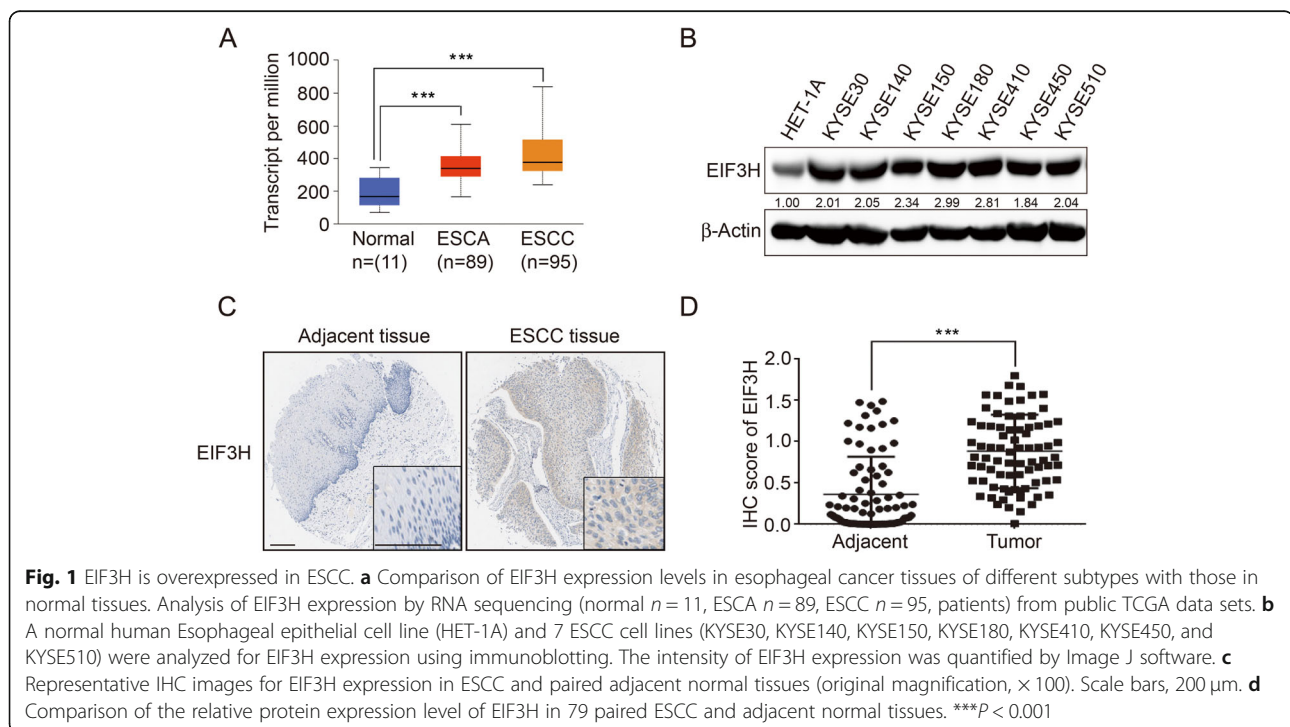 A
Transcript per million
1000
800
600
400
200
0
***
***
Normal
n=(11)
ESCA
(n=89)
ESCC
(n=95)
B
HET-1A
KYSE30
KYSE140
KYSE150
KYSE180
KYSE410
KYSE450
KYSE510
EIF3H
1.00 2.01 2.05 2.34 2.99 2.81 1.84 2.04
β-Actin
C
Adjacent tissue
ESCC tissue
EIF3H
D
***
IHC score of EIF3H
2.0
1.5
1.0
0.5
0.0
Adjacent
Tumor
Fig. 1 EIF3H is overexpressed in ESCC. a Comparison of EIF3H expression levels in esophageal cancer tissues of different subtypes with those in
normal tissues. Analysis of EIF3H expression by RNA sequencing (normal n = 11, ESCA n = 89, ESCC n = 95, patients) from public TCGA data sets. b
A normal human Esophageal epithelial cell line (HET-1A) and 7 ESCC cell lines (KYSE30, KYSE140, KYSE150, KYSE180, KYSE410, KYSE450, and
KYSE510) were analyzed for EIF3H expression using immunoblotting. The intensity of EIF3H expression was quantified by Image J software. c
Representative IHC images for EIF3H expression in ESCC and paired adjacent normal tissues (original magnification, × 100). Scale bars, 200 μm. d
Comparison of the relative protein expression level of EIF3H in 79 paired ESCC and adjacent normal tissues. ***P < 0.001